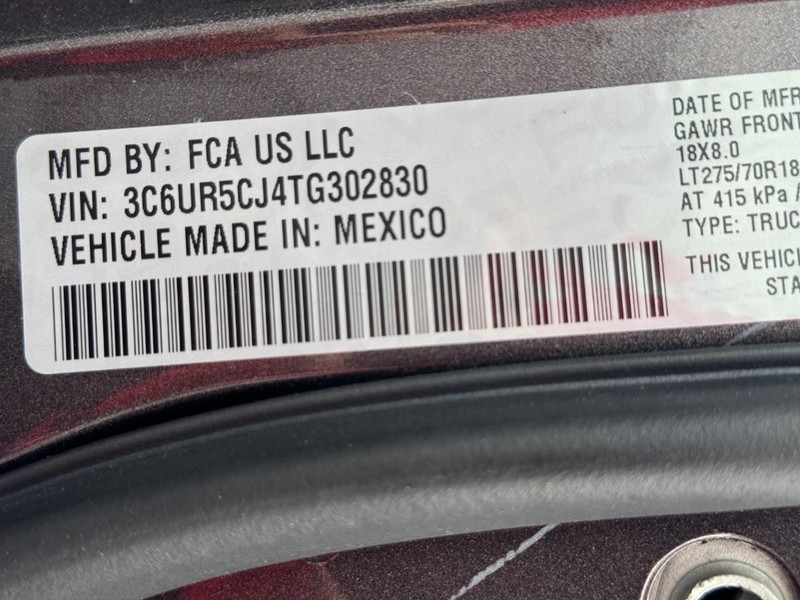 MFD BY: FCA US LLC
VIN: 3C6UR5CJ4TG302830
VEHICLE MADE IN: MEXICO
DATE OF MFR
GAWR FRONT
18X8.0
LT275/70R18
AT 415 kPa /
TYPE: TRUC
THIS VEHIC
STA